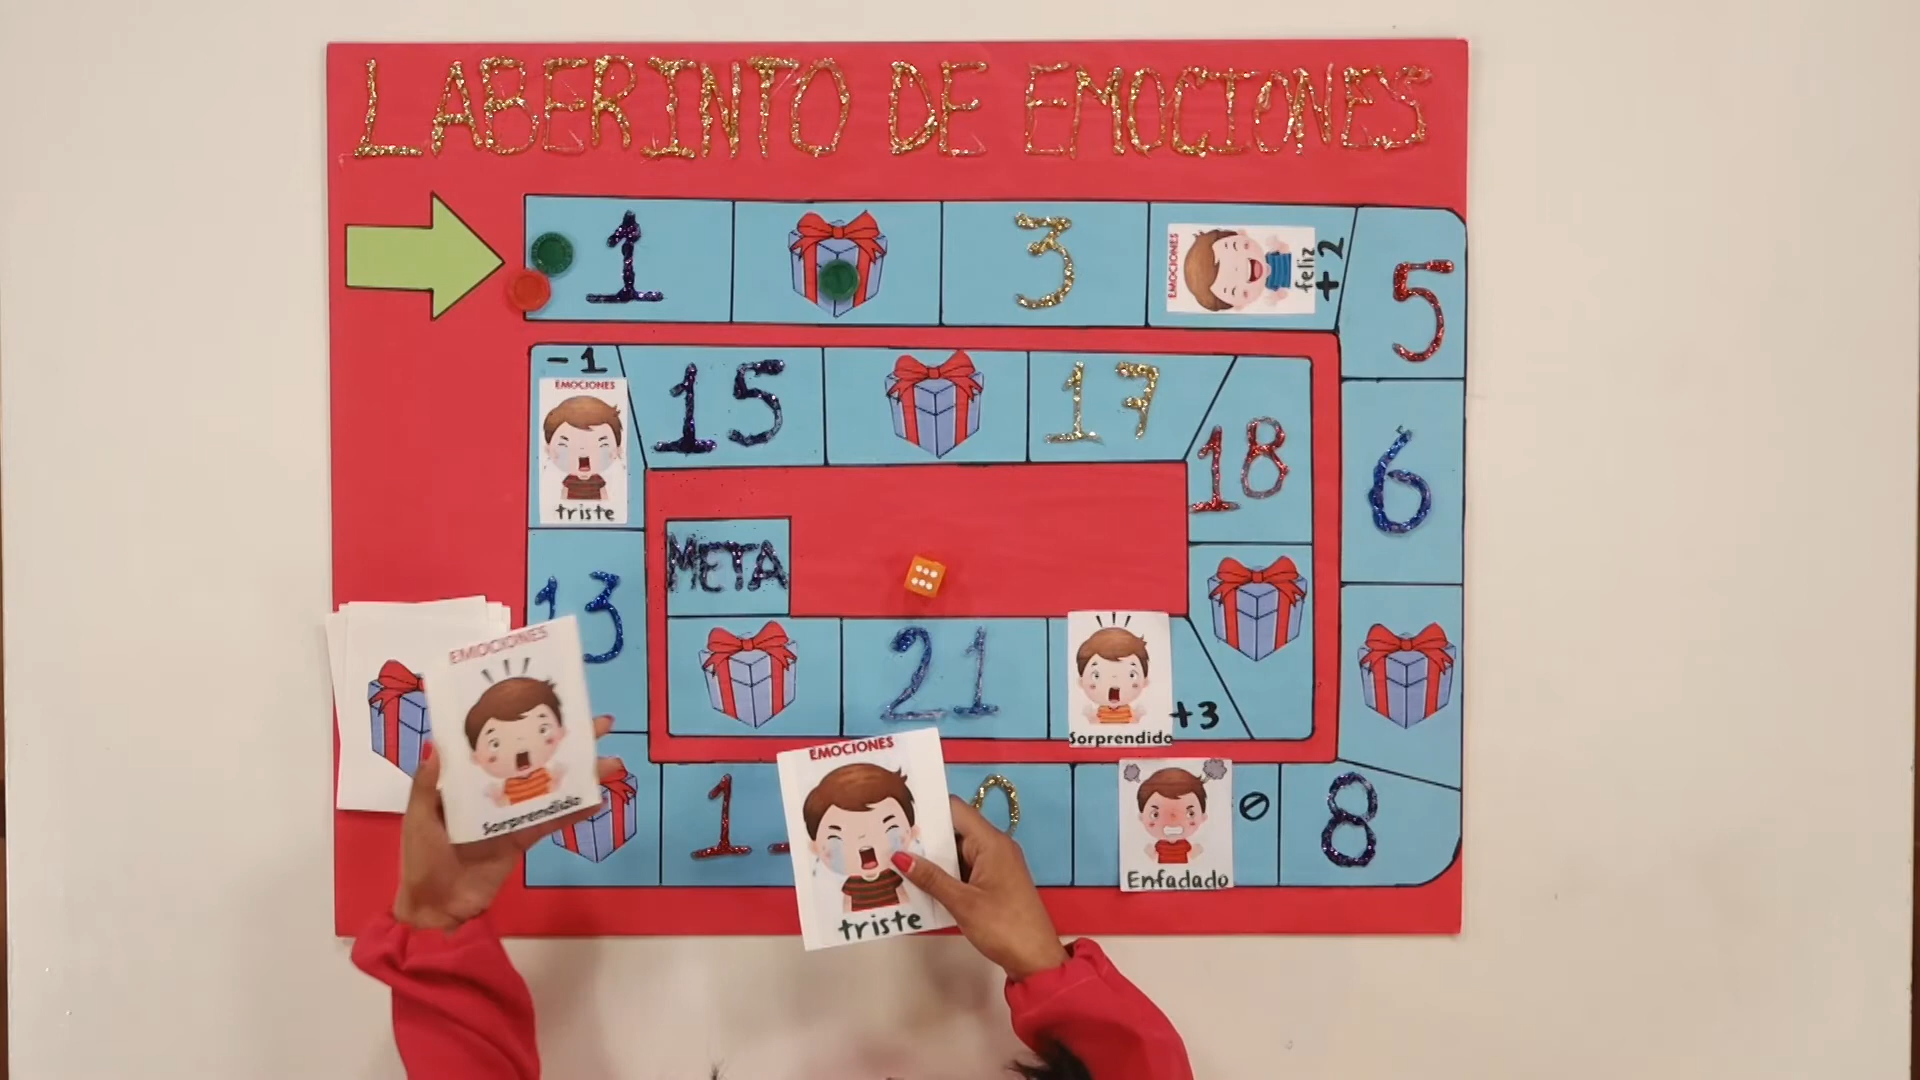 LABERINTO DE EMOCIONES
1
3
EMOCIONES
feliz
+2
5
-1
EMOCIONES
triste
15
17
18
6
META
13
21
Sorprendido
+3
EMOCIONES
Sorprendido
EMOCIONES
triste
Enfadado
0
8